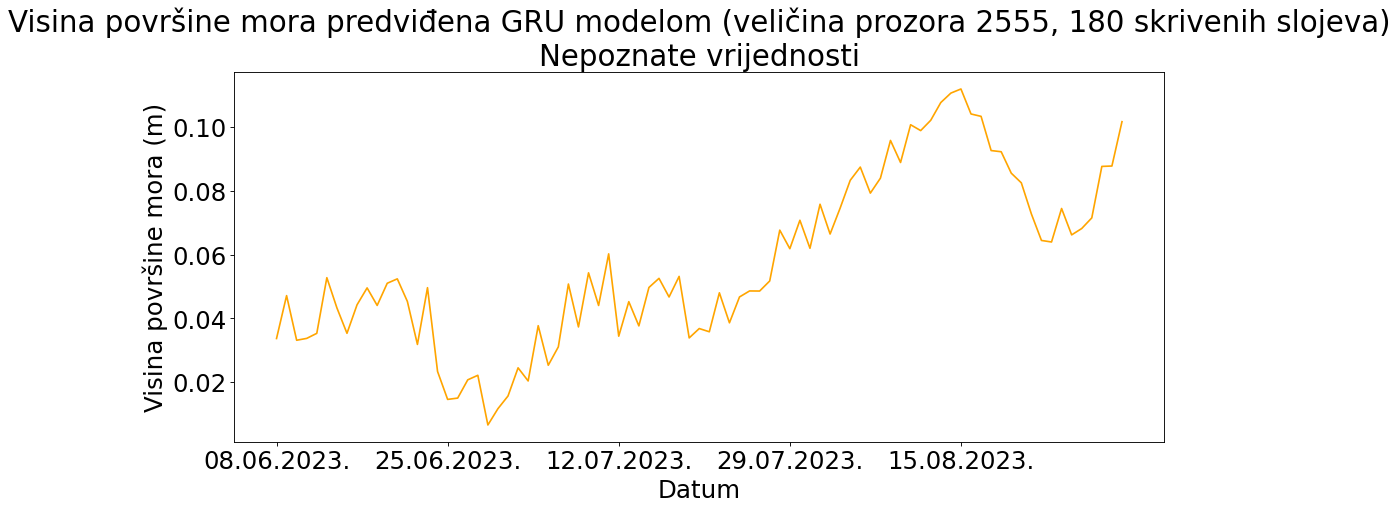 Visina površine mora predviđena GRU modelom (veličina prozora 2555, 180 skrivenih slojeva)
Nepoznate vrijednosti
Visina površine mora (m)
0.10
0.08
0.06
0.04
0.02
08.06.2023. 25.06.2023. 12.07.2023. 29.07.2023. 15.08.2023.
Datum